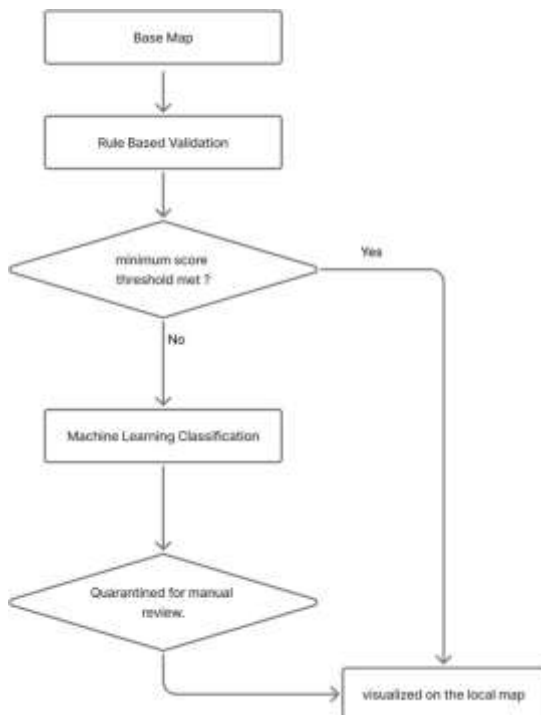 Base Map
Rule Based Validation
minimum score
threshold met ?
Yes
No
Machine Learning Classification
Quarantined for manual
review.
visualized on the local map